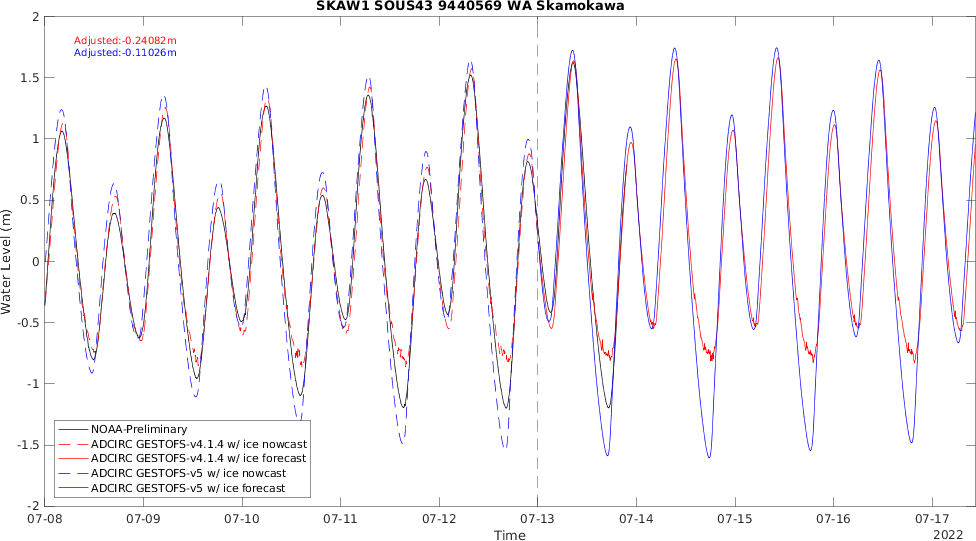 SKAW1 SOUS43 9440569 WA Skamokawa
Adjusted:-0.24082m
Adjusted:-0.11026m
2
1.5
1
0.5
0
-0.5
-1
-1.5
-2
Water Level (m)
NOAA-Preliminary
ADCIRC GESTOFS-v4.1.4 w/ ice nowcast
ADCIRC GESTOFS-v4.1.4 w/ ice forecast
ADCIRC GESTOFS-v5 w/ ice nowcast
ADCIRC GESTOFS-v5 w/ ice forecast
07-08 07-09 07-10 07-11 07-12 07-13 07-14 07-15 07-16 07-17
Time
2022